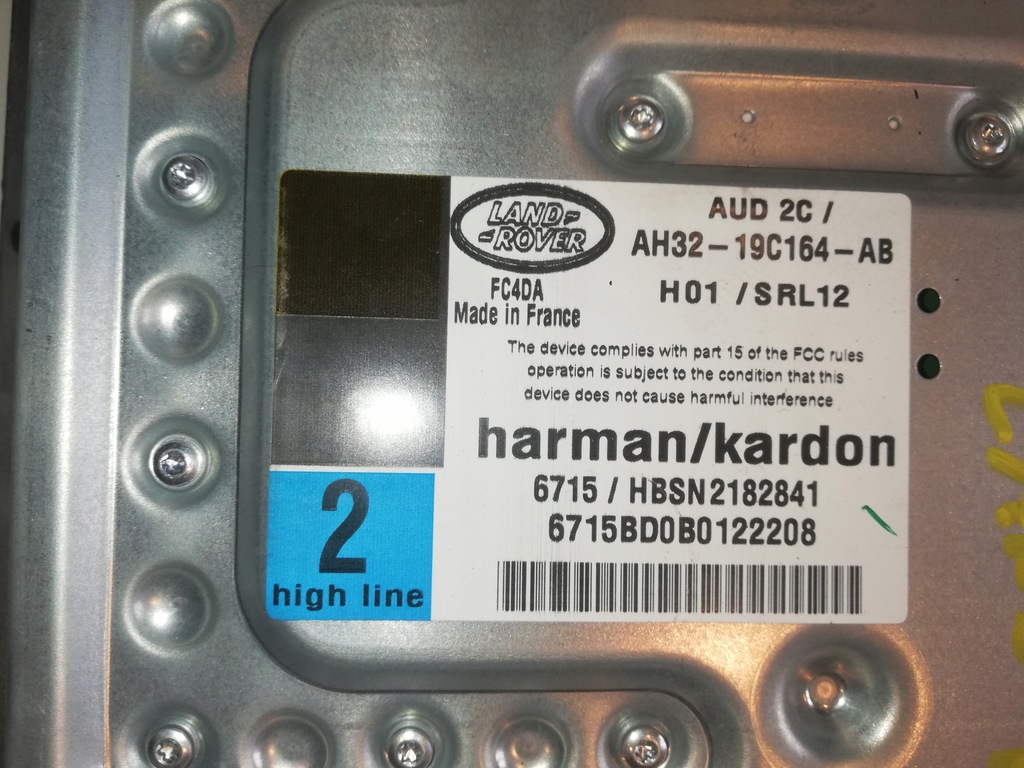 LAND-
-ROVER
FC4DA
Made in France
AUD 2C /
AH32-19C164-AB
H01 /SRL12
The device complies with part 15 of the FCC rules
operation is subject to the condition that this
device does not cause harmful interference
harman/kardon
6715 / HBSN2182841
6715BD0B0122208
2
high line